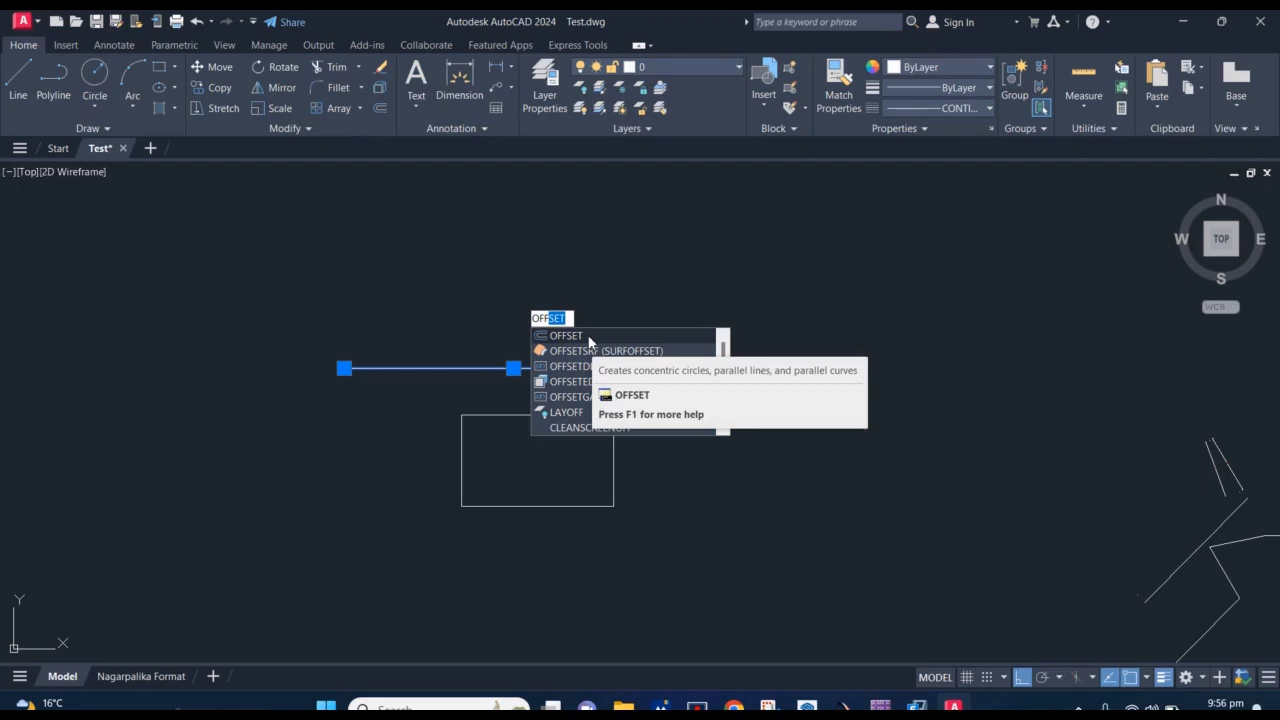 Share
Autodesk AutoCAD 2024 Test.dwg
Type a keyword or phrase
Sign In
Home
Insert
Annotate
Parametric
View
Manage
Output
Add-ins
Collaborate
Featured Apps
Express Tools
Line
Polyline
Circle
Arc
Draw
Move
Rotate
Trim
Copy
Mirror
Fillet
Stretch
Scale
Array
Modify
Text
Dimension
Annotation
Layer
Properties
0
Layers
Insert
Block
Match
Properties
ByLayer
ByLayer
CONTI...
Properties
Group
Groups
Measure
Utilities
Paste
Clipboard
Base
View
Start
Test*
[−][Top][2D Wireframe]
N
W
TOP
E
S
WCS
OFFSET
OFFSET
OFFSETSRF (SURFOFFSET)
LAYOFF
CLEANSCREENOFF
Creates concentric circles, parallel lines, and parallel curves
OFFSET
Press F1 for more help
Y
X
Model
Nagarpalika Format
MODEL
16°C
Search
9:56 pm